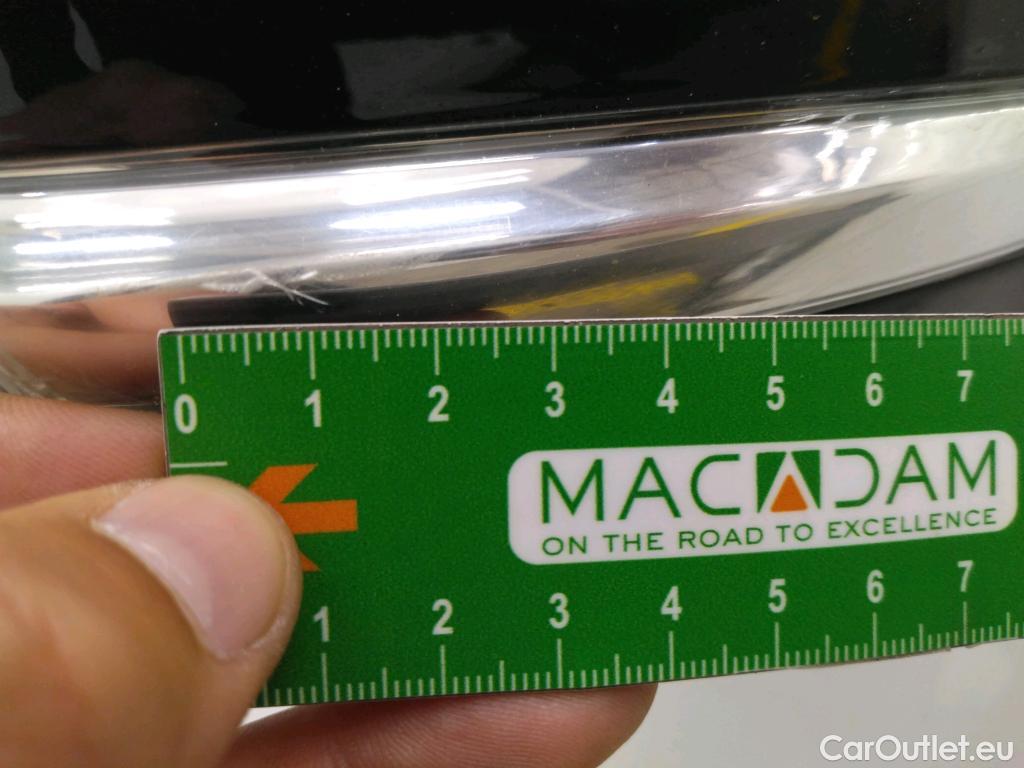 0 1 2 3 4 5 6 7
MACADAM
ON THE ROAD TO EXCELLENCE
1 2 3 4 5 6 7
CarOutlet.eu